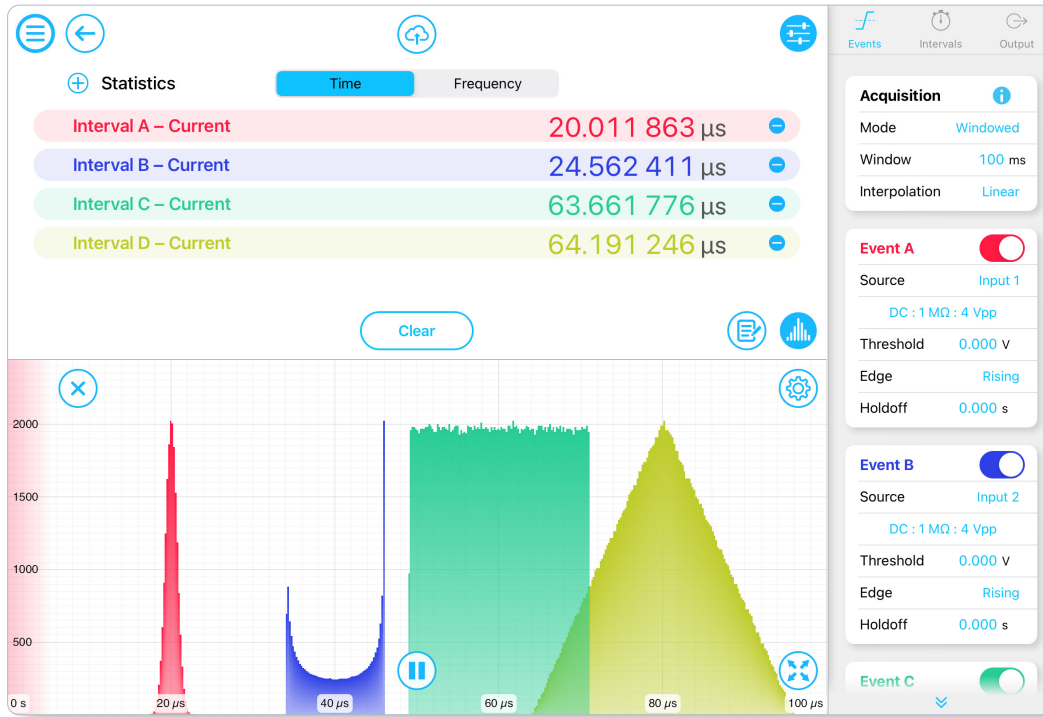 Events Intervals Output
Statistics Time Frequency
Interval A – Current 20.011 863 µs
Interval B – Current 24.562 411 µs
Interval C – Current 63.661 776 µs
Interval D – Current 64.191 246 µs
Clear
2000
1500
1000
500
0 s 20 µs 40 µs 60 µs 80 µs 100 µs
Acquisition
Mode Windowed
Window 100 ms
Interpolation Linear
Event A
Source Input 1
DC : 1 MΩ : 4 Vpp
Threshold 0.000 V
Edge Rising
Holdoff 0.000 s
Event B
Source Input 2
DC : 1 MΩ : 4 Vpp
Threshold 0.000 V
Edge Rising
Holdoff 0.000 s
Event C